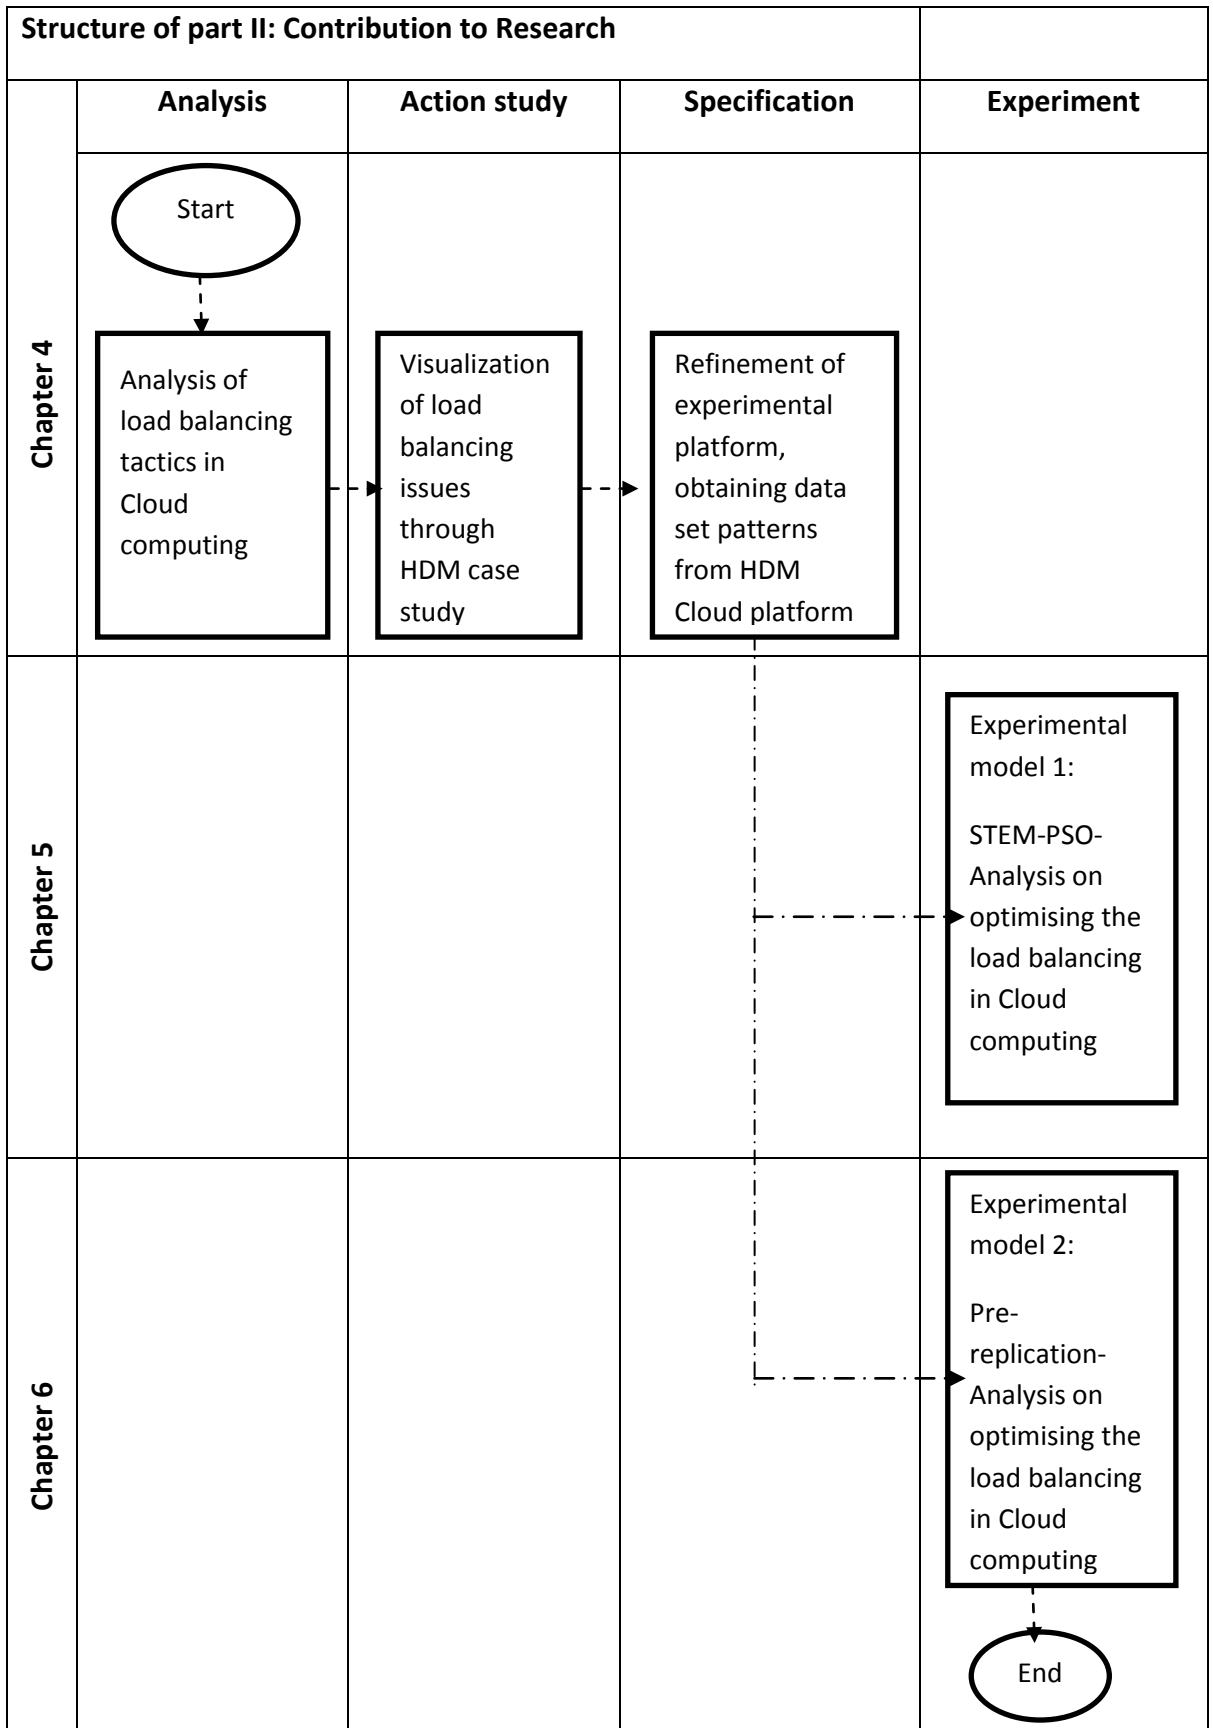 Structure of part II: Contribution to Research
Analysis
Action study
Specification
Experiment
Chapter 4
Start
Analysis of
load balancing
tactics in
Cloud
computing
Visualization
of load
balancing
issues
through
HDM case
study
Refinement of
experimental
platform,
obtaining data
set patterns
from HDM
Cloud platform
Chapter 5
Experimental
model 1:
STEM-PSO-
Analysis on
optimising the
load balancing
in Cloud
computing
Chapter 6
Experimental
model 2:
Pre-
replication-
Analysis on
optimising the
load balancing
in Cloud
computing
End